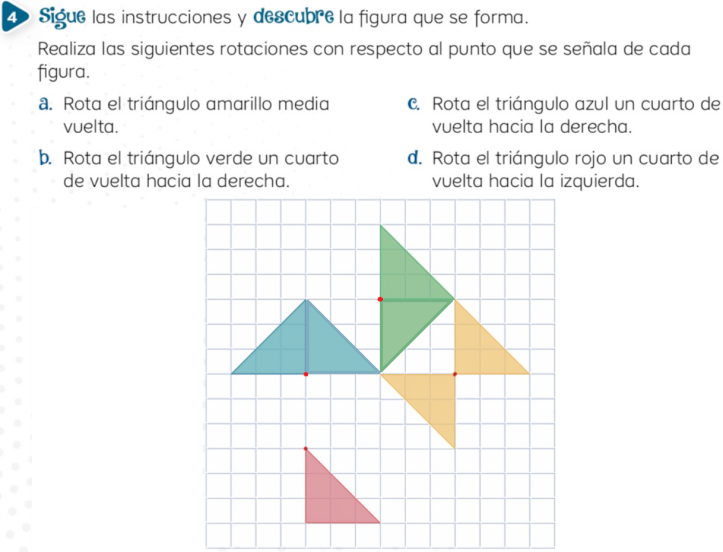 4 Sigue las instrucciones y descubre la figura que se forma.
Realiza las siguientes rotaciones con respecto al punto que se señala de cada
figura.
a. Rota el triángulo amarillo media
vuelta.
b. Rota el triángulo verde un cuarto
de vuelta hacia la derecha.
c. Rota el triángulo azul un cuarto de
vuelta hacia la derecha.
d. Rota el triángulo rojo un cuarto de
vuelta hacia la izquierda.